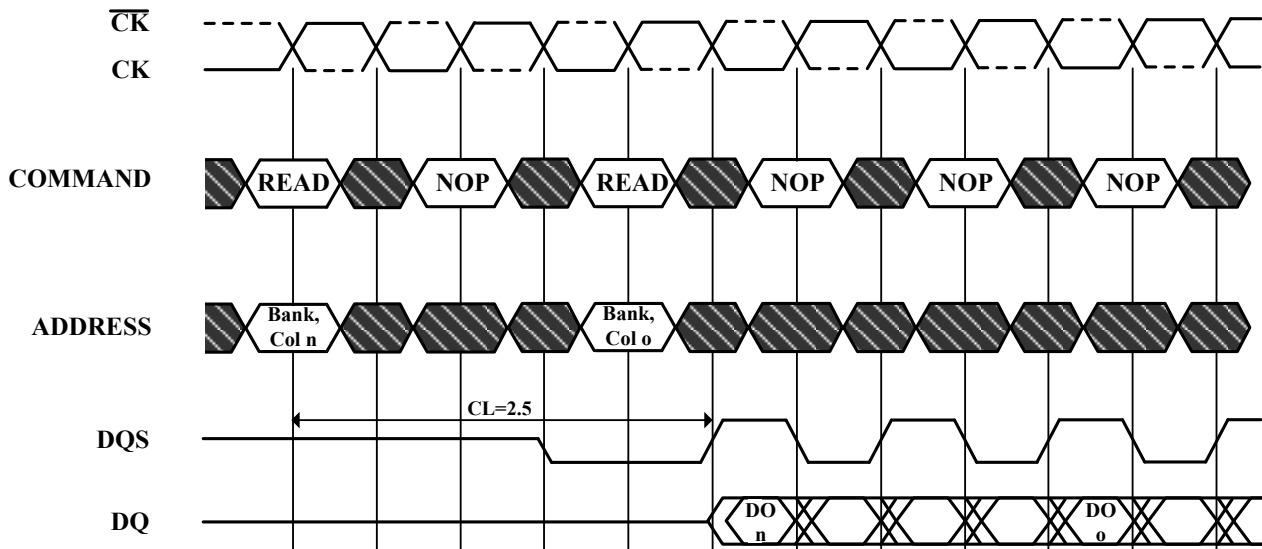 CK
CK
COMMAND READ NOP READ NOP NOP NOP
ADDRESS Bank, Col n Bank, Col o
CL=2.5
DQS
DQ DO n DO o